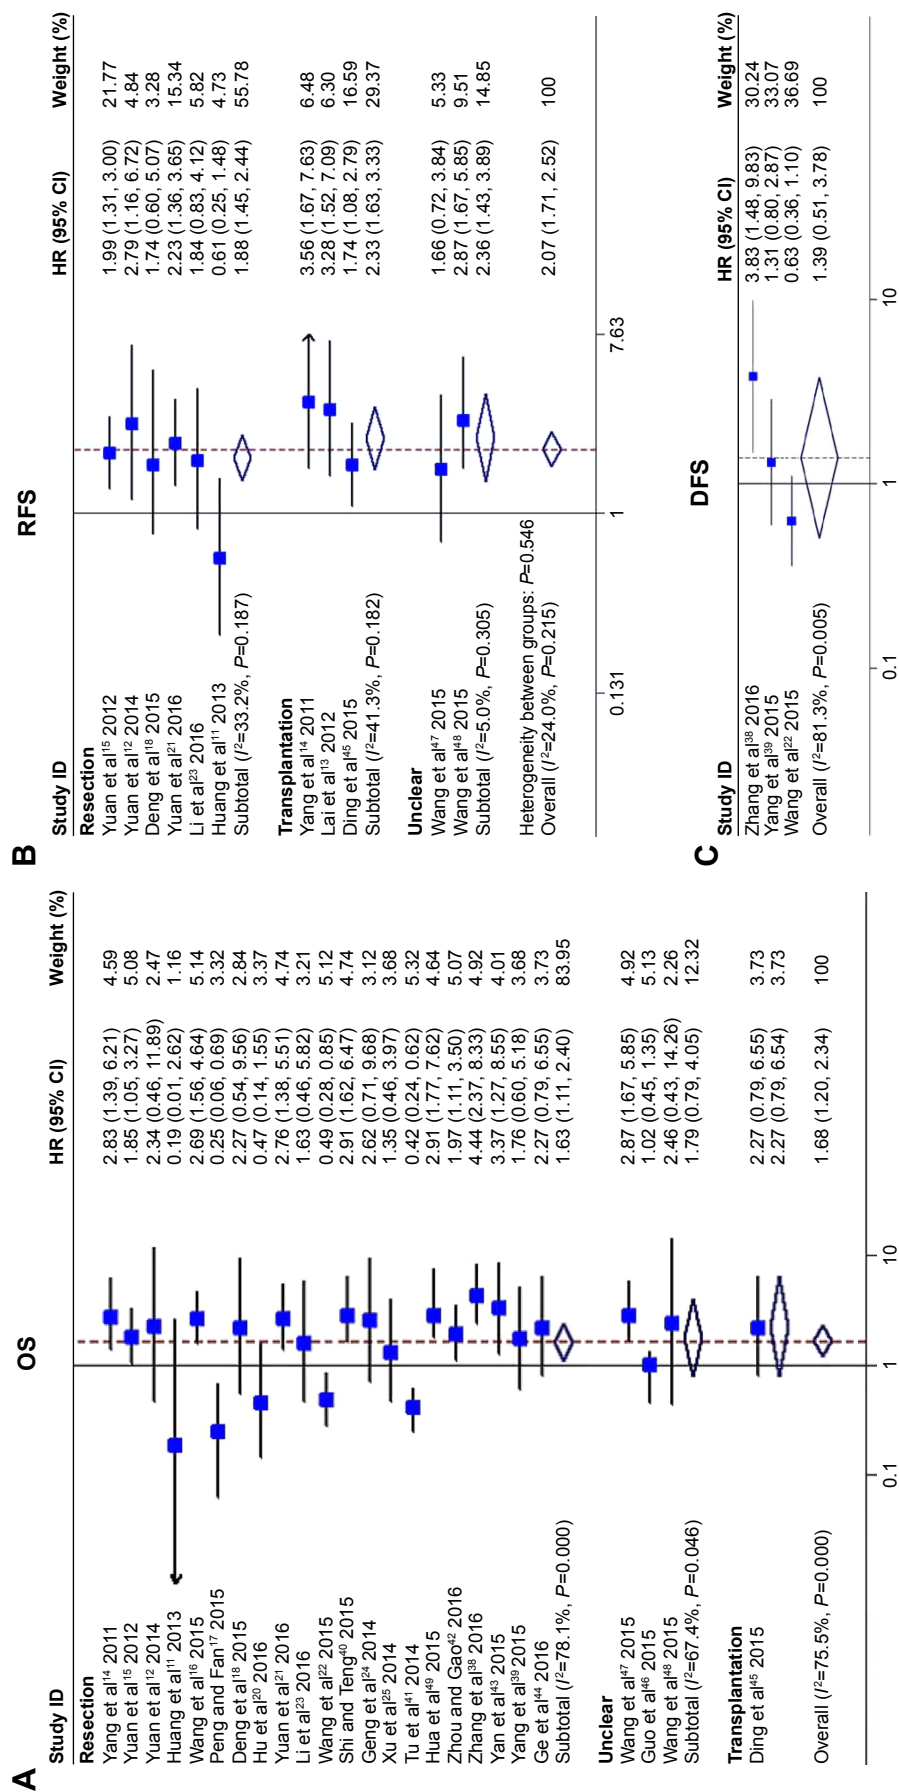 A
OS
Study ID HR (95% CI) Weight (%)
Resection
Yang et al14 2011 2.83 (1.39, 6.21) 4.59
Yuan et al15 2012 1.85 (1.05, 3.27) 5.08
Yuan et al12 2014 2.34 (0.46, 11.89) 2.47
Huang et al11 2013 0.19 (0.01, 2.62) 1.16
Wang et al16 2015 2.69 (1.56, 4.64) 5.14
Peng and Fan17 2015 0.25 (0.06, 0.69) 3.32
Deng et al18 2015 2.27 (0.54, 9.56) 2.84
Hu et al20 2016 0.47 (0.14, 1.55) 3.37
Yuan et al21 2016 2.76 (1.38, 5.51) 4.74
Li et al23 2016 1.63 (0.46, 5.82) 3.21
Wang et al22 2015 0.49 (0.28, 0.85) 5.12
Shi and Teng40 2015 2.91 (1.62, 6.47) 4.74
Geng et al24 2014 2.62 (0.71, 9.68) 3.12
Xu et al25 2014 1.35 (0.46, 3.97) 3.68
Tu et al41 2014 0.42 (0.24, 0.62) 5.32
Hua et al49 2015 2.91 (1.77, 7.62) 4.64
Zhou and Gao42 2016 1.97 (1.11, 3.50) 5.07
Zhang et al38 2016 4.44 (2.37, 8.33) 4.92
Yan et al43 2015 3.37 (1.27, 8.55) 4.01
Yang et al39 2015 1.76 (0.60, 5.18) 3.68
Ge et al44 2016 2.27 (0.79, 6.55) 3.73
Subtotal (I2=78.1%, P=0.000) 1.63 (1.11, 2.40) 83.95
Unclear
Wang et al47 2015 2.87 (1.67, 5.85) 4.92
Guo et al46 2015 1.02 (0.45, 1.35) 5.13
Wang et al48 2015 2.46 (0.43, 14.26) 2.26
Subtotal (I2=67.4%, P=0.046) 1.79 (0.79, 4.05) 12.32
Transplantation
Ding et al45 2015 2.27 (0.79, 6.55) 3.73
2.27 (0.79, 6.54) 3.73
Overall (I2=75.5%, P=0.000) 1.68 (1.20, 2.34) 100
0.1 1 10
B
RFS
Study ID HR (95% CI) Weight (%)
Resection
Yuan et al15 2012 1.99 (1.31, 3.00) 21.77
Yuan et al12 2014 2.79 (1.16, 6.72) 4.84
Deng et al18 2015 1.74 (0.60, 5.07) 3.28
Yuan et al21 2016 2.23 (1.36, 3.65) 15.34
Li et al23 2016 1.84 (0.83, 4.12) 5.82
Huang et al11 2013 0.61 (0.25, 1.48) 4.73
Subtotal (I2=33.2%, P=0.187) 1.88 (1.45, 2.44) 55.78
Transplantation
Yang et al14 2011 3.56 (1.67, 7.63) 6.48
Lai et al13 2012 3.28 (1.52, 7.09) 6.30
Ding et al45 2015 1.74 (1.08, 2.79) 16.59
Subtotal (I2=41.3%, P=0.182) 2.33 (1.63, 3.33) 29.37
Unclear
Wang et al47 2015 1.66 (0.72, 3.84) 5.33
Wang et al48 2015 2.87 (1.67, 5.85) 9.51
Subtotal (I2=5.0%, P=0.305) 2.36 (1.43, 3.89) 14.85
Heterogeneity between groups: P=0.546
Overall (I2=24.0%, P=0.215) 2.07 (1.71, 2.52) 100
0.131 1 7.63
C
DFS
Study ID HR (95% CI) Weight (%)
Zhang et al38 2016 3.83 (1.48, 9.83) 30.24
Yang et al39 2015 1.31 (0.80, 2.87) 33.07
Wang et al22 2015 0.63 (0.36, 1.10) 36.69
Overall (I2=81.3%, P=0.005) 1.39 (0.51, 3.78) 100
0.1 1 10